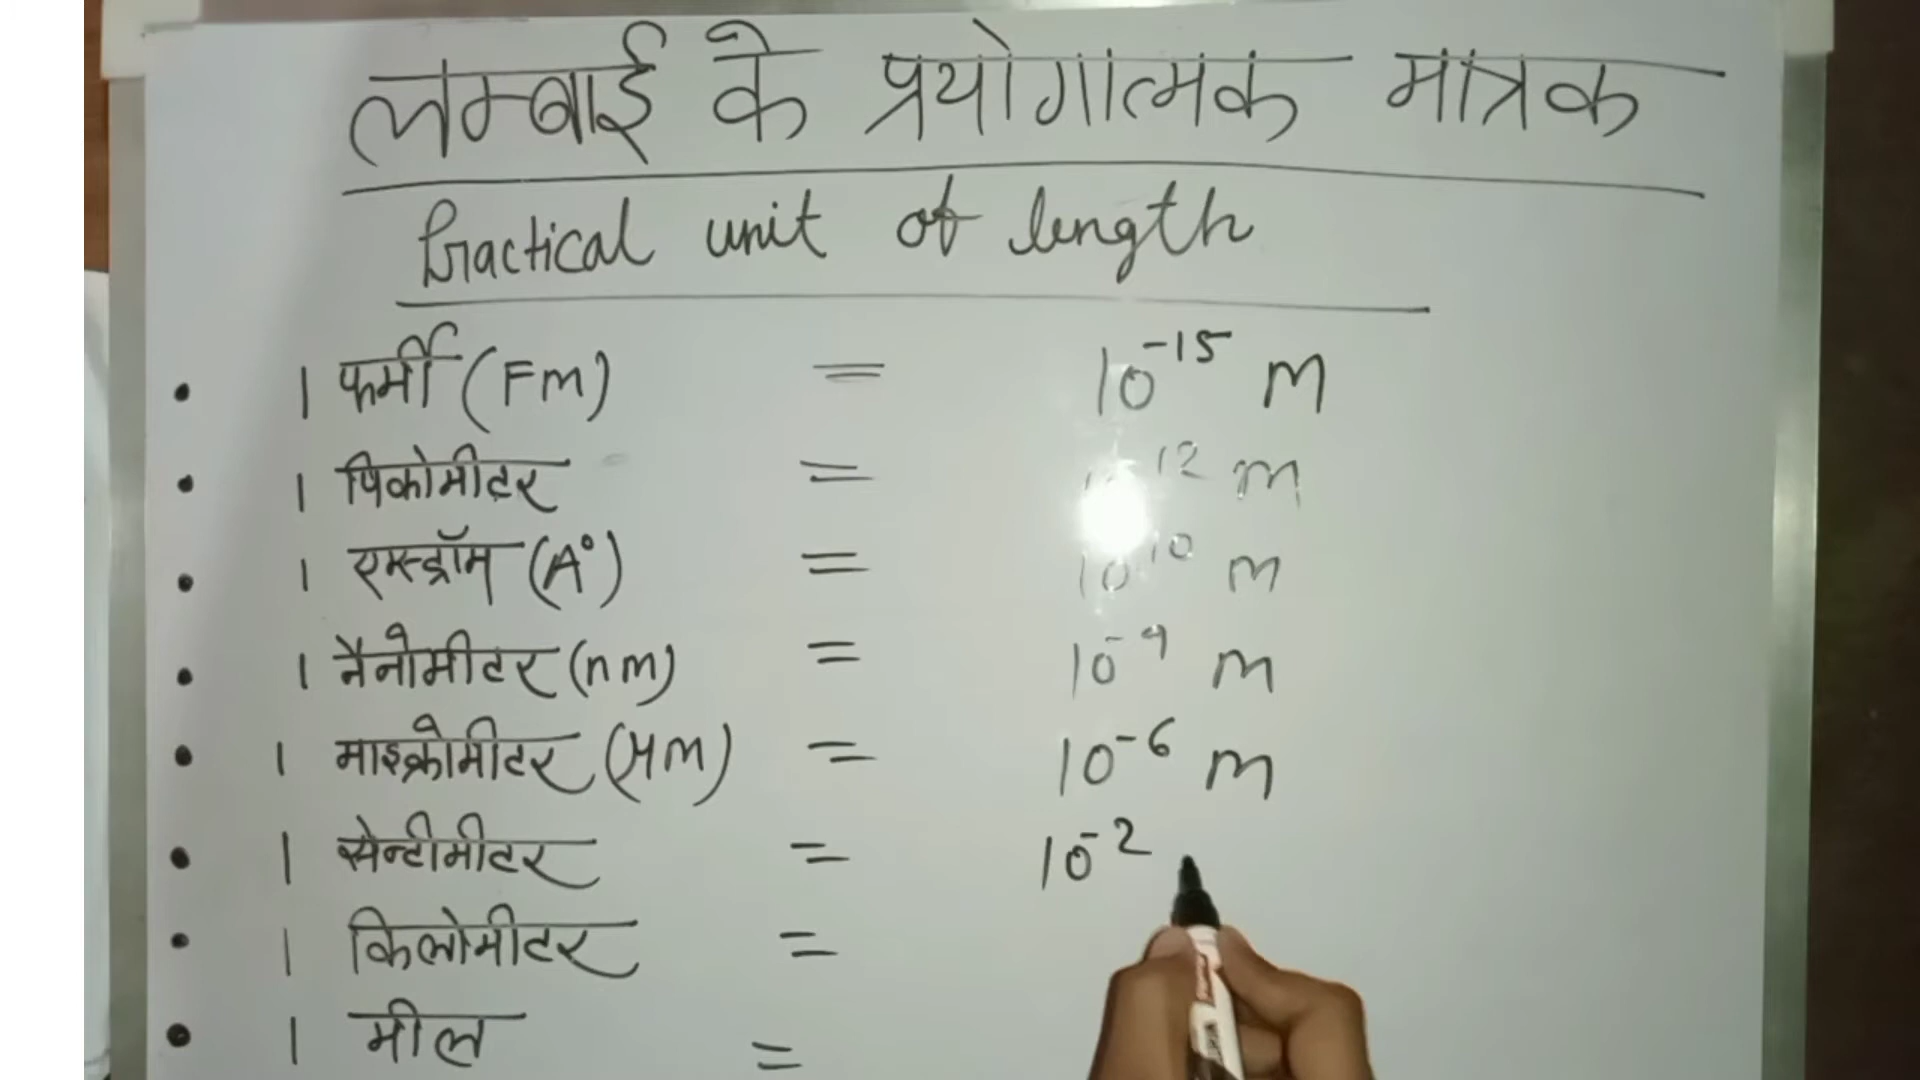 लम्बाई के प्रयोगात्मक मात्रक
Practical unit of length
• 1 फर्मी (Fm) = 10⁻¹⁵ m
• 1 पिकोमीटर = 12 m
• 1 एम्स्ट्रॉम (A°) = 10 10 m
• 1 नैनोमीटर (nm) = 10⁻⁹ m
• 1 माइक्रोमीटर (μm) = 10⁻⁶ m
• 1 सेन्टीमीटर = 10⁻²
• 1 किलोमीटर =
• 1 मील =